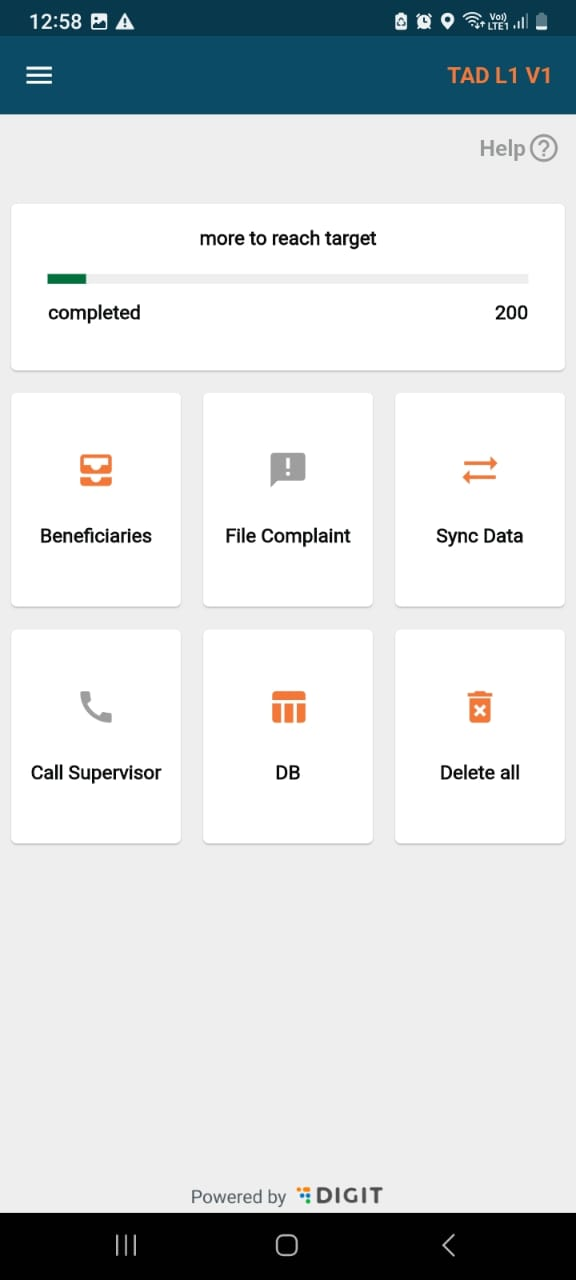 12:58
Vo)) LTE1
TAD L1 V1
Help
more to reach target
completed 200
Beneficiaries File Complaint Sync Data
Call Supervisor DB Delete all
Powered by DIGIT